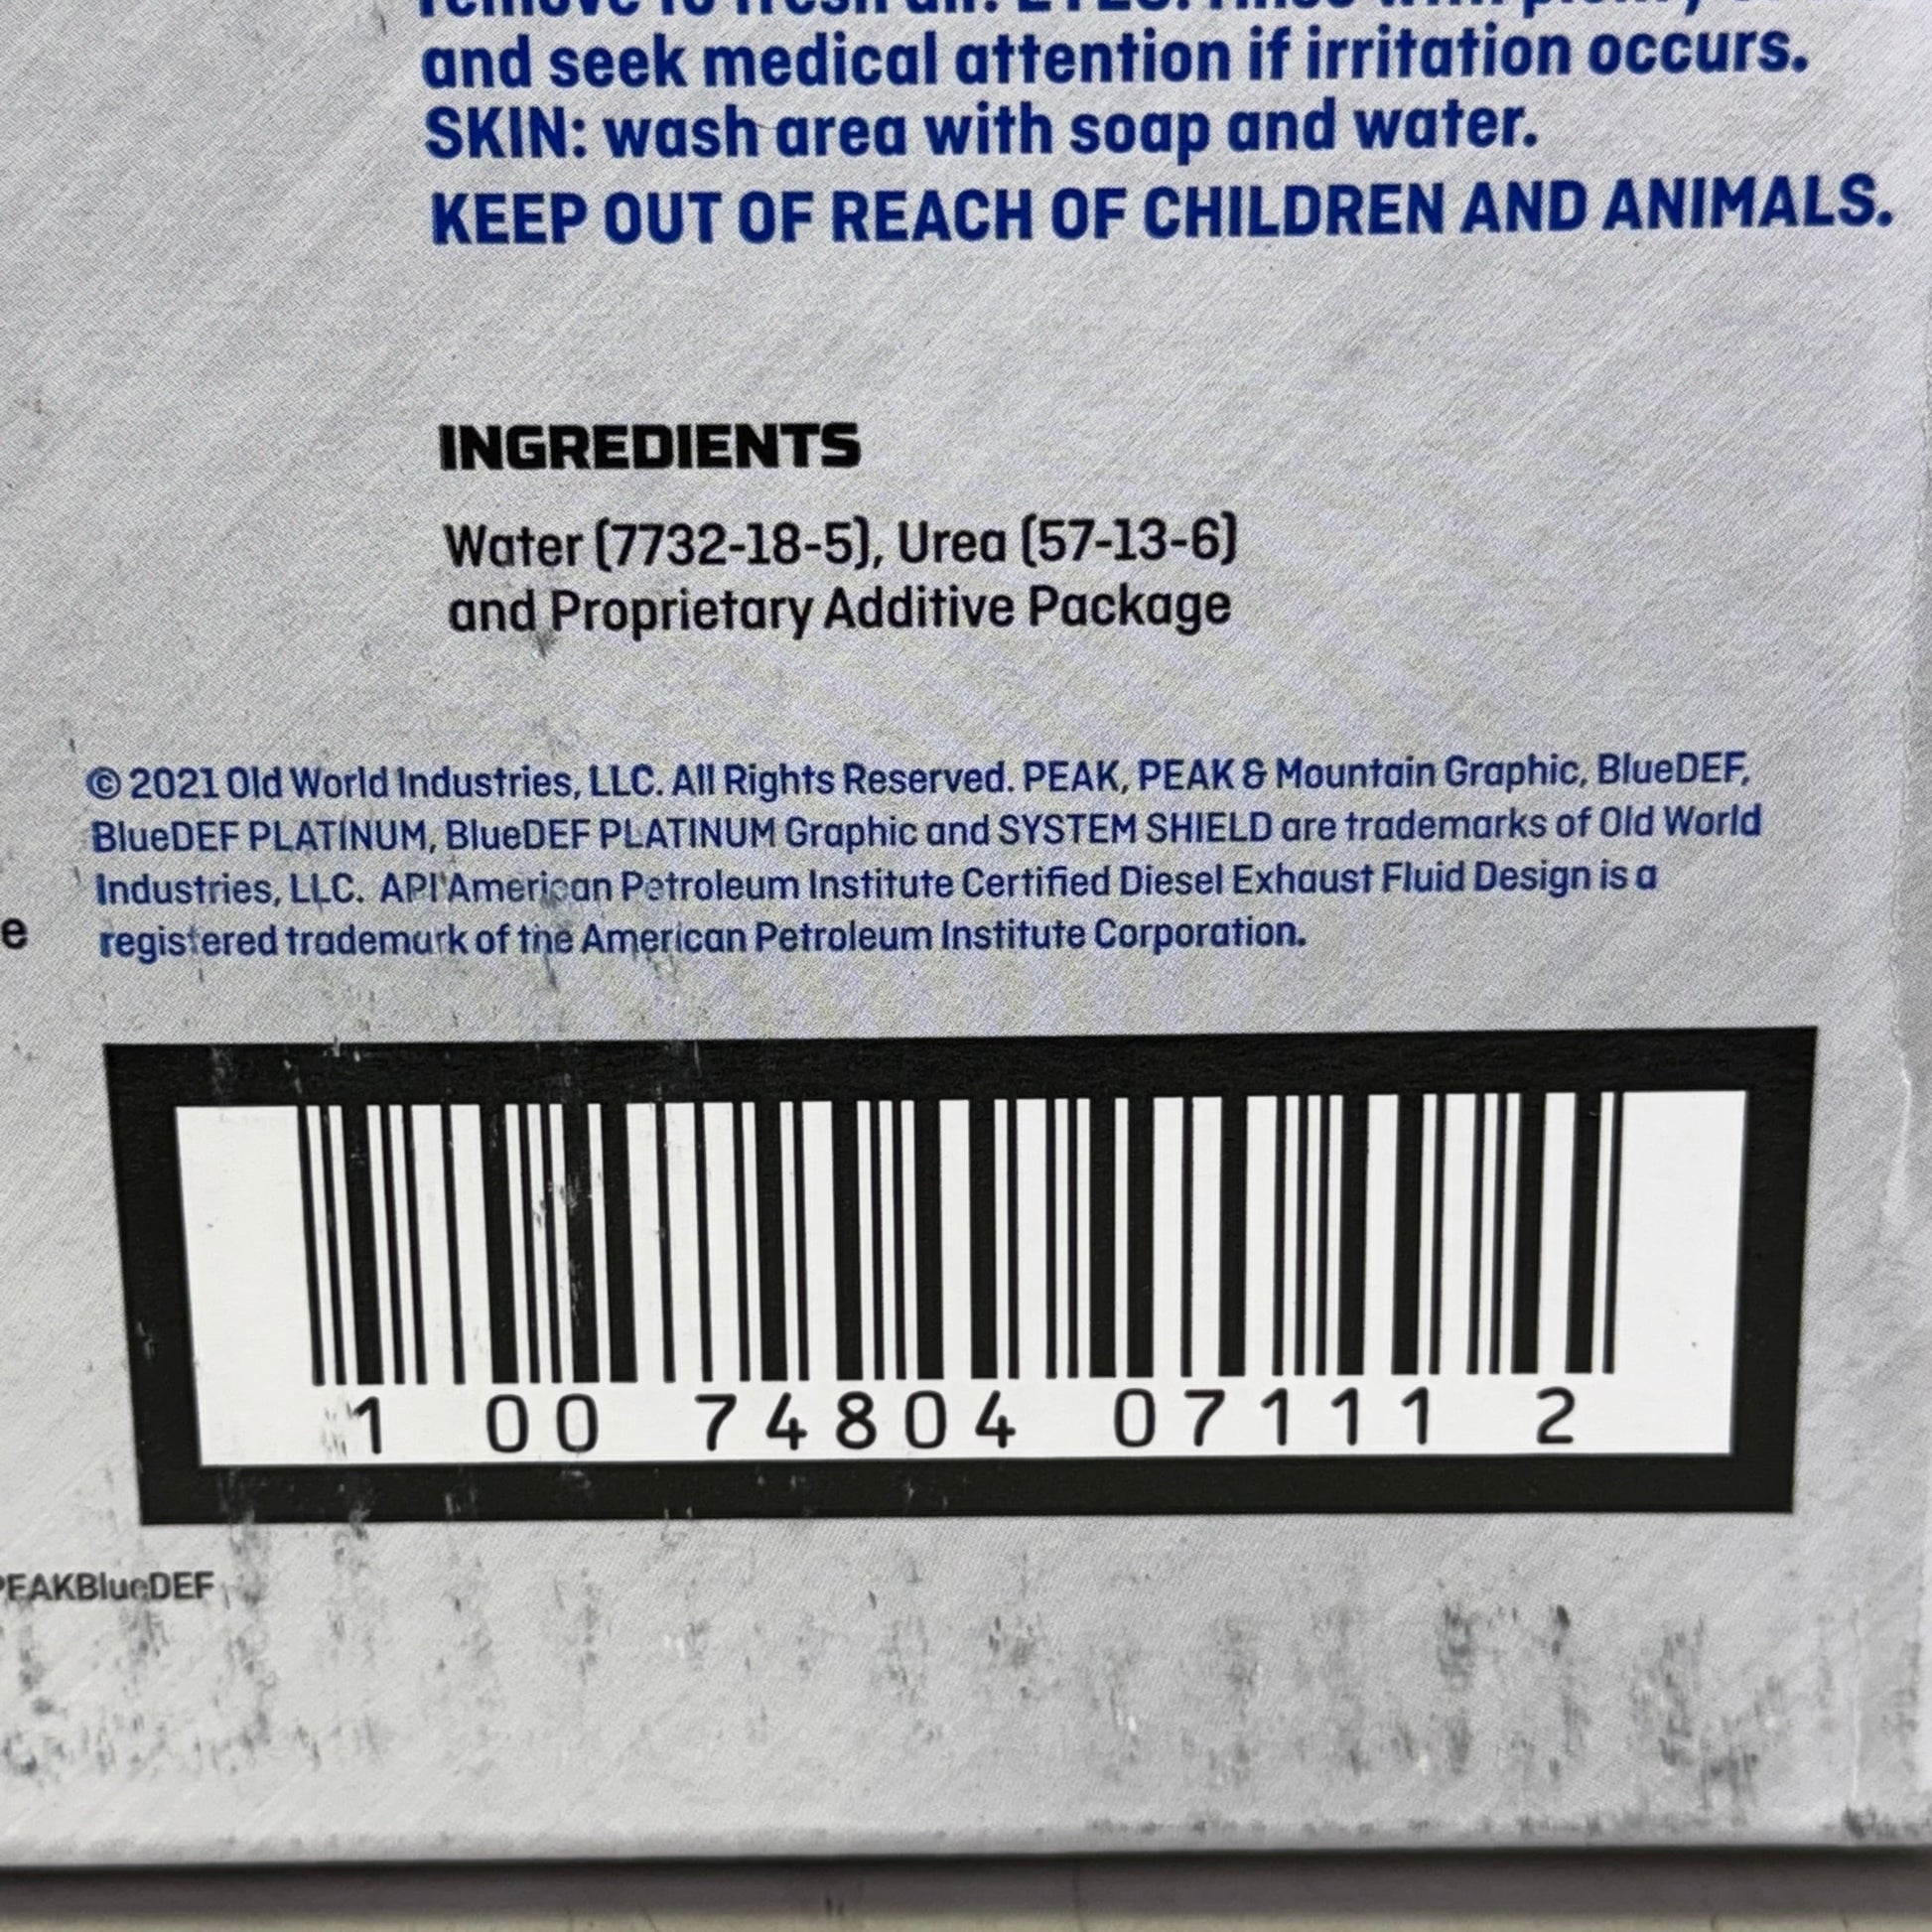 and seek medical attention if irritation occurs.
SKIN: wash area with soap and water.
KEEP OUT OF REACH OF CHILDREN AND ANIMALS.
INGREDIENTS
Water (7732-18-5), Urea (57-13-6)
and Proprietary Additive Package
© 2021 Old World Industries, LLC. All Rights Reserved. PEAK, PEAK & Mountain Graphic, BlueDEF,
BlueDEF PLATINUM, BlueDEF PLATINUM Graphic and SYSTEM SHIELD are trademarks of Old World
Industries, LLC. API American Petroleum Institute Certified Diesel Exhaust Fluid Design is a
e registered trademark of the American Petroleum Institute Corporation.
1 00 74804 07111 2
PEAKBlueDEF